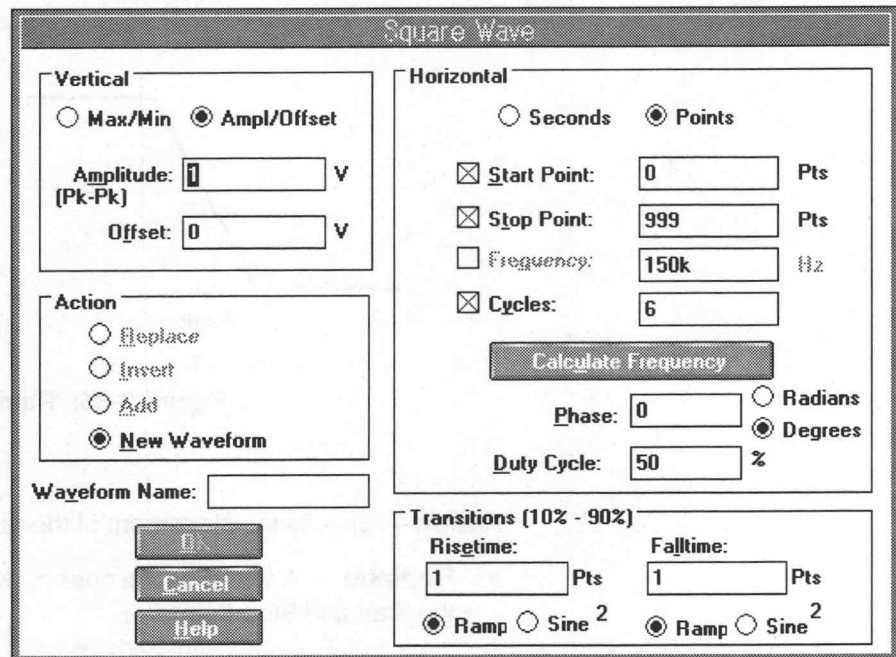 Square Wave
Vertical
Max/Min Ampl/Offset
Amplitude: 1 V
(Pk-Pk)
Offset: 0 V
Action
Replace
Invert
Add
New Waveform
Waveform Name:
Ok
Cancel
Help
Horizontal
Seconds Points
Start Point: 0 Pts
Stop Point: 999 Pts
Frequency: 150k Hz
Cycles: 6
Calculate Frequency
Phase: 0
Radians
Degrees
Duty Cycle: 50 %
Transitions (10% - 90%)
Risetime: Falltime:
1 Pts 1 Pts
Ramp Sine 2 Ramp Sine 2